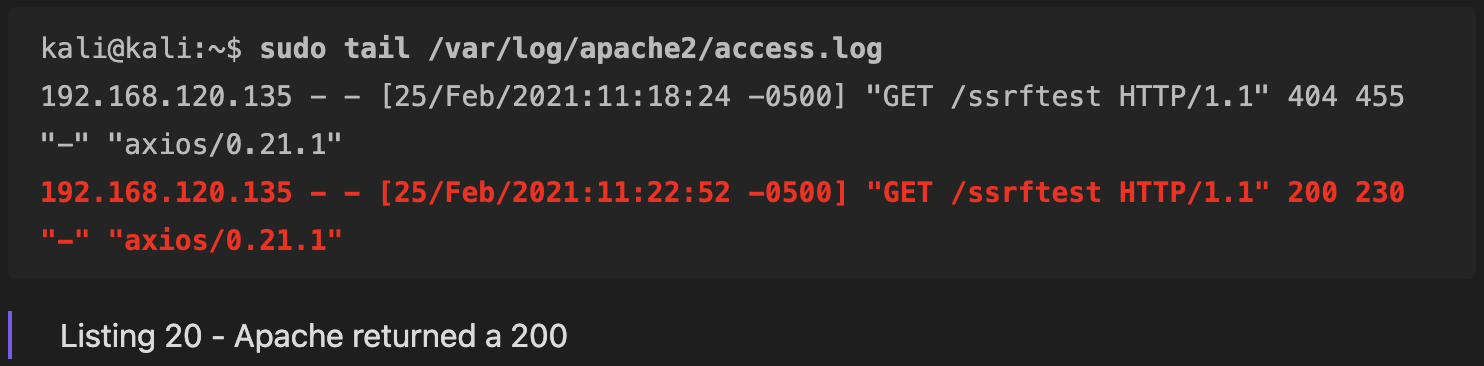 kali@kali:~$ sudo tail /var/log/apache2/access.log
192.168.120.135 - - [25/Feb/2021:11:18:24 -0500] "GET /ssrftest HTTP/1.1" 404 455
"-" "axios/0.21.1"
192.168.120.135 - - [25/Feb/2021:11:22:52 -0500] "GET /ssrftest HTTP/1.1" 200 230
"-" "axios/0.21.1"
Listing 20 - Apache returned a 200